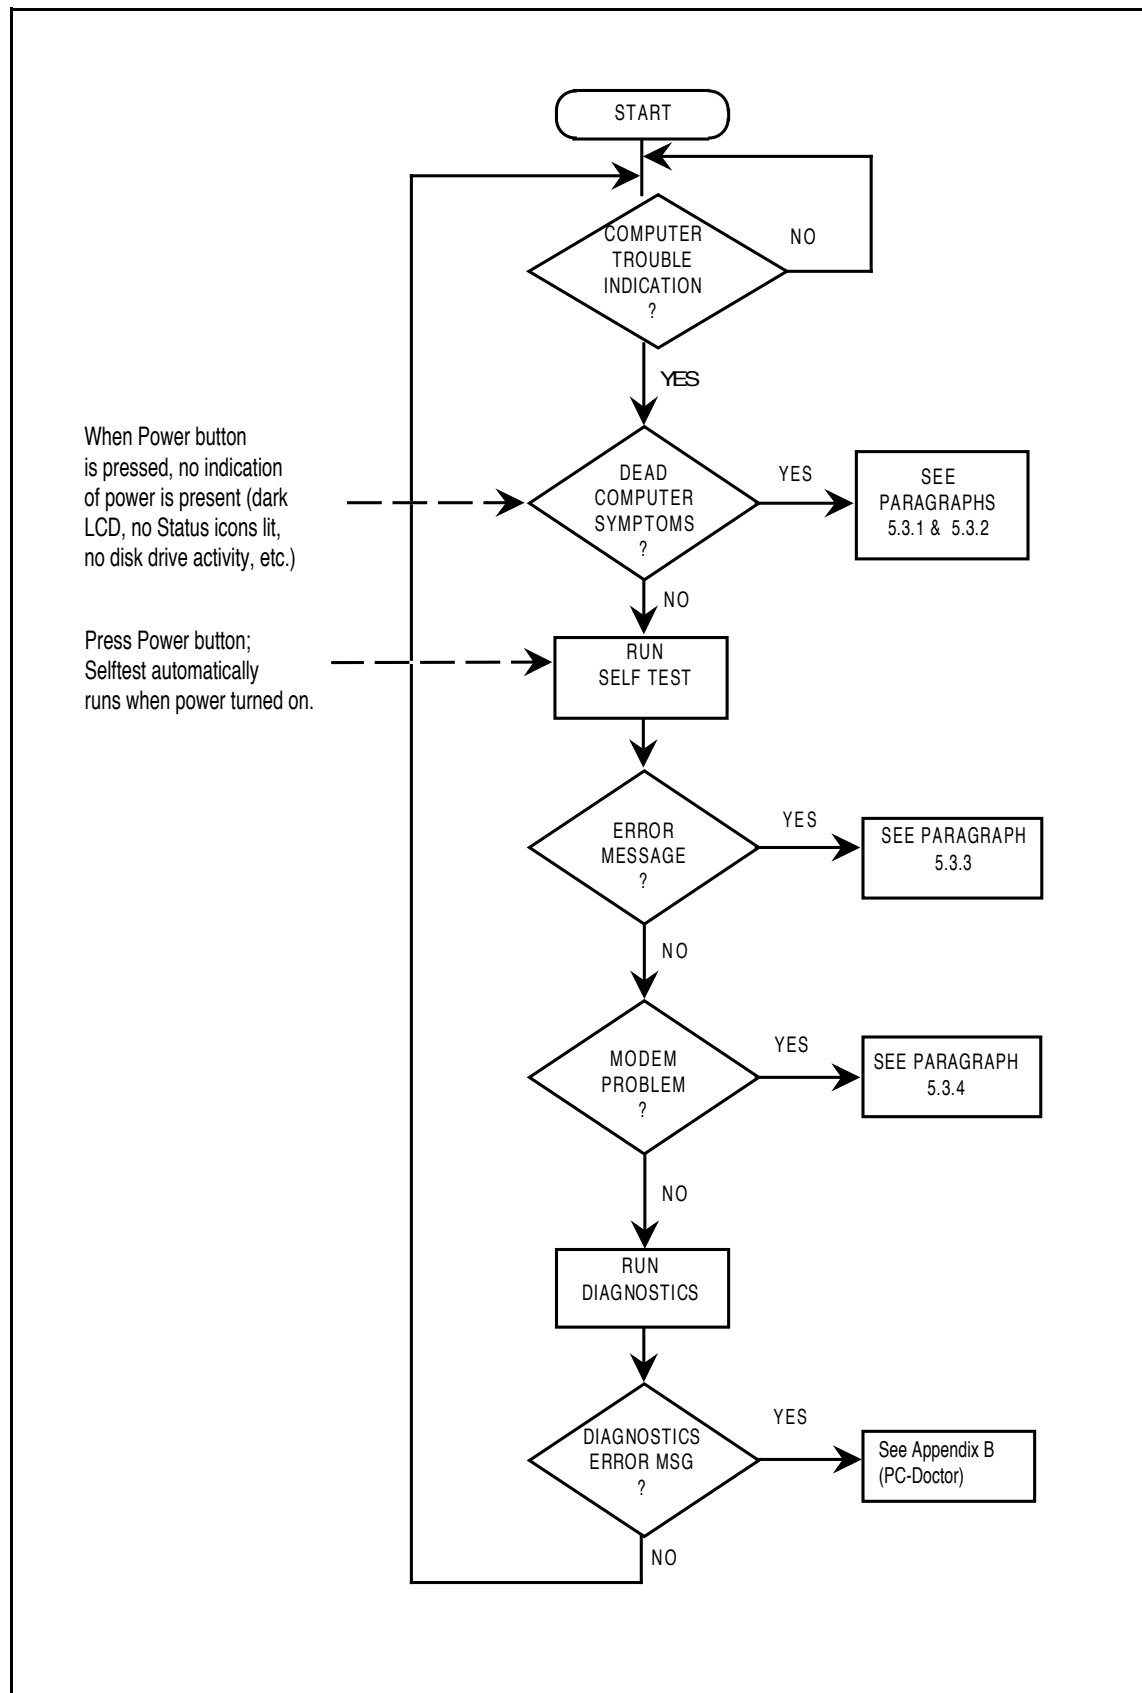 START
COMPUTER
TROUBLE
INDICATION
?
NO
YES
When Power button
is pressed, no indication
of power is present (dark
LCD, no Status icons lit,
no disk drive activity, etc.)
DEAD
COMPUTER
SYMPTOMS
?
YES
SEE
PARAGRAPHS
5.3.1 & 5.3.2
NO
Press Power button;
Selftest automatically
runs when power turned on.
RUN
SELF TEST
ERROR
MESSAGE
?
YES
SEE PARAGRAPH
5.3.3
NO
MODEM
PROBLEM
?
YES
SEE PARAGRAPH
5.3.4
NO
RUN
DIAGNOSTICS
DIAGNOSTICS
ERROR MSG
?
YES
See Appendix B
(PC-Doctor)
NO